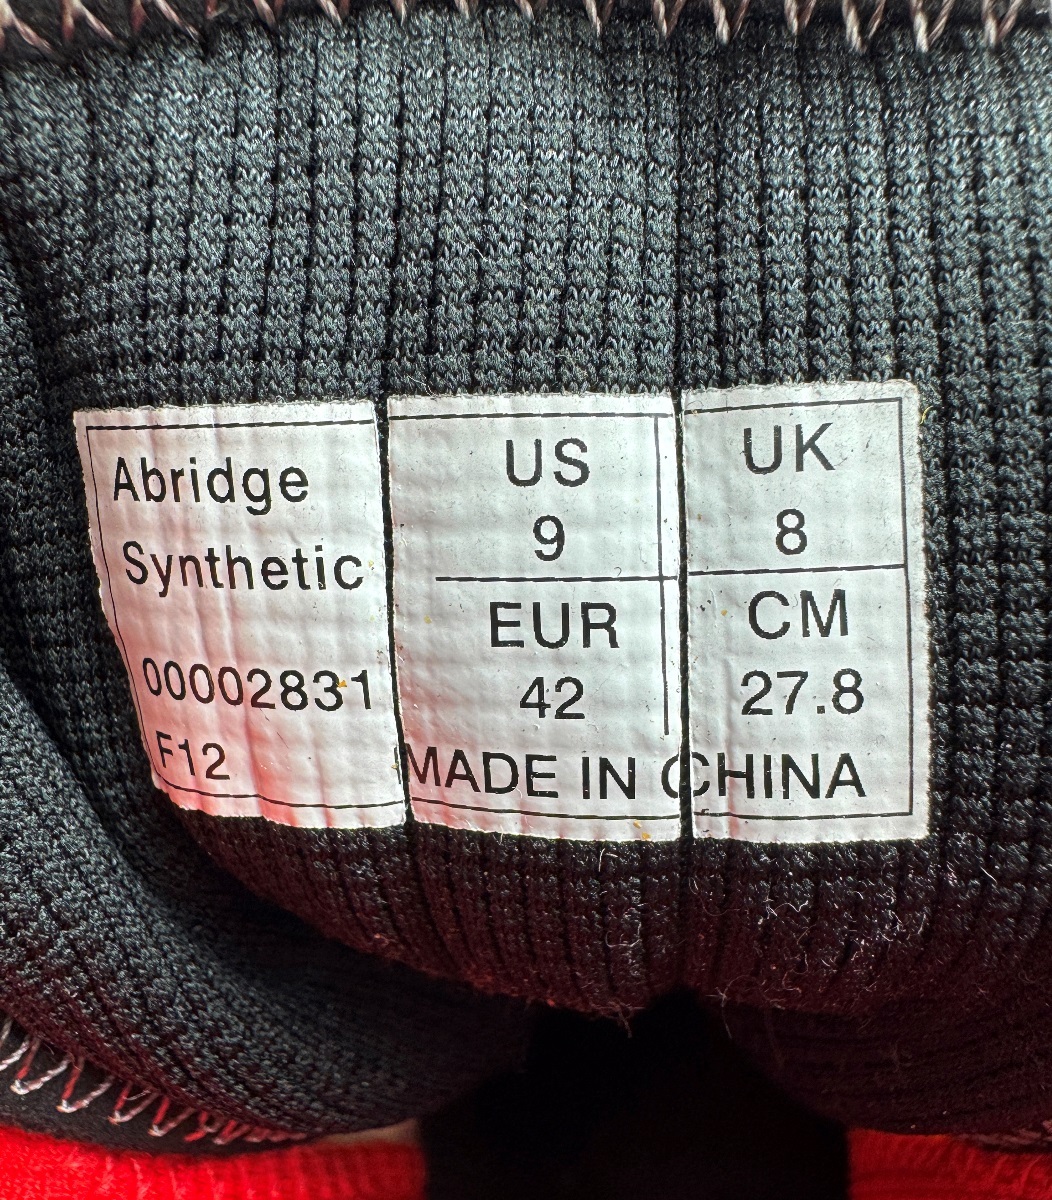 Abridge
Synthetic
00002831
F12
US
9
EUR
42
UK
8
CM
27.8
MADE IN CHINA